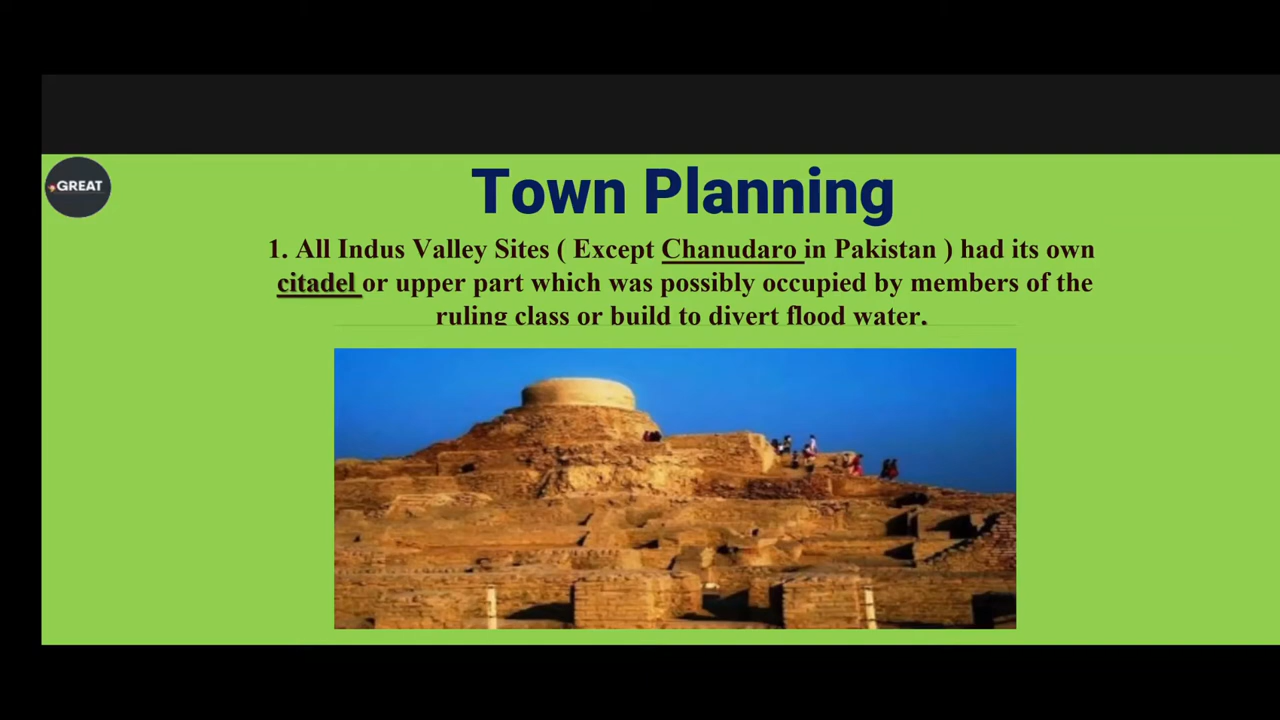 GREAT
Town Planning
1. All Indus Valley Sites ( Except Chanudaro in Pakistan ) had its own
citadel or upper part which was possibly occupied by members of the
ruling class or build to divert flood water.